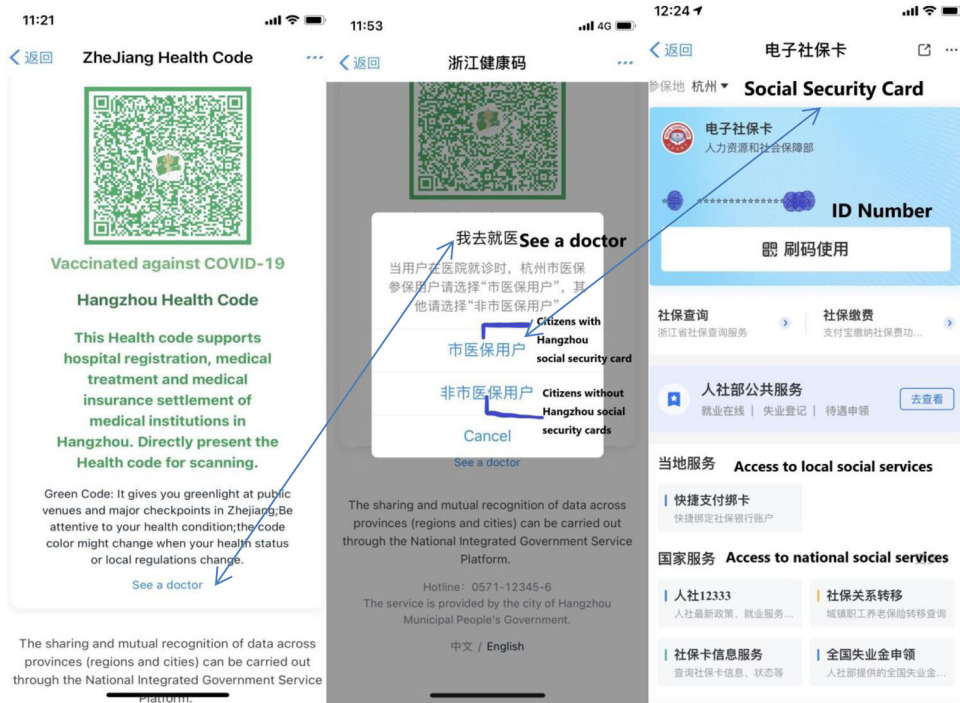 11:21
返回
ZheJiang Health Code
Vaccinated against COVID-19
Hangzhou Health Code
This Health code supports
hospital registration, medical
treatment and medical
insurance settlement of
medical institutions in
Hangzhou. Directly present the
Health code for scanning.
Green Code: It gives you greenlight at public
venues and major checkpoints in Zhejiang;Be
attentive to your health condition;the code
color might change when your health status
or local regulations change.
See a doctor
The sharing and mutual recognition of data across
provinces (regions and cities) can be carried out
through the National Integrated Government Service
Platform.
11:53
4G
返回
浙江健康码
我去就医
See a doctor
当用户在医院就诊时，杭州市医保
参保用户请选择“市医保用户”，其
他请选择“非市医保用户”
Citizens with
Hangzhou
social security card
市医保用户
非市医保用户
Citizens without
Hangzhou social
security cards
Cancel
See a doctor
The sharing and mutual recognition of data across
provinces (regions and cities) can be carried out
through the National Integrated Government Service
Platform.
Hotline: 0571-12345-6
The service is provided by the city of Hangzhou
Municipal People's Government.
中文 / English
12:24
返回
电子社保卡
参保地 杭州
Social Security Card
电子社保卡
人力资源和社会保障部
ID Number
刷码使用
社保查询
浙江省社保查询服务
社保缴费
支付宝缴纳社保费功...
人社部公共服务
就业在线 | 失业登记 | 待遇申领
去查看
当地服务
Access to local social services
快捷支付绑卡
快捷绑定社保银行账户
国家服务
Access to national social services
人社12333
人社最新政策、就业服务...
社保关系转移
城镇职工养老保险转移查询
社保卡信息服务
查询社保卡信息、状态等
全国失业金申领
人社部提供的全国失业金...